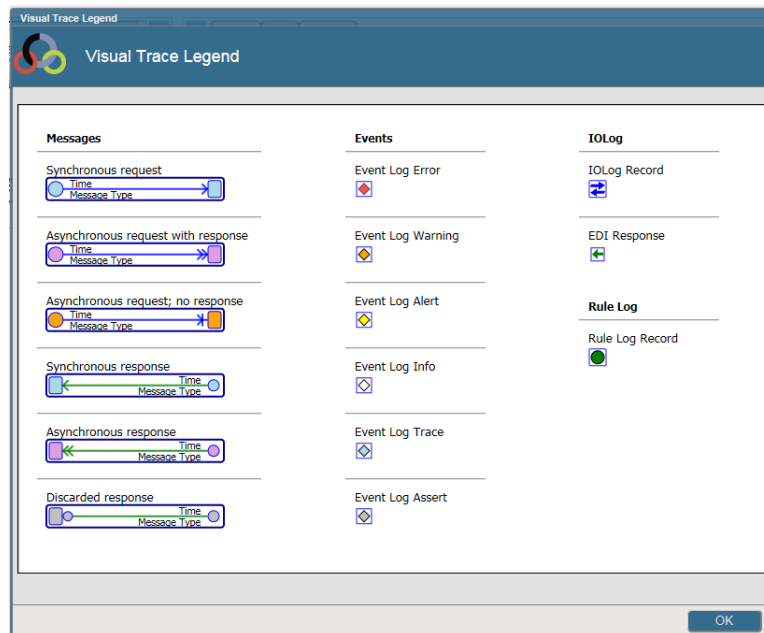 Visual Trace Legend
Visual Trace Legend
Messages
Synchronous request
Time
Message Type
Asynchronous request with response
Time
Message Type
Asynchronous request; no response
Time
Message Type
Synchronous response
Time
Message Type
Asynchronous response
Time
Message Type
Discarded response
Time
Message Type
Events
Event Log Error
Event Log Warning
Event Log Alert
Event Log Info
Event Log Trace
Event Log Assert
IOLog
IOLog Record
EDI Response
Rule Log
Rule Log Record
OK